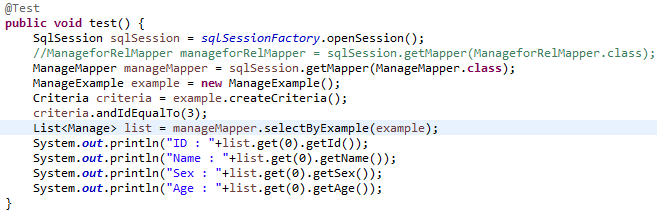 @Test
public void test() {
    SqlSession sqlSession = sqlSessionFactory.openSession();
    //ManageforRelMapper manageforRelMapper = sqlSession.getMapper(ManageforRelMapper.class);
    ManageMapper manageMapper = sqlSession.getMapper(ManageMapper.class);
    ManageExample example = new ManageExample();
    Criteria criteria = example.createCriteria();
    criteria.andIdEqualTo(3);
    List<Manage> list = manageMapper.selectByExample(example);
    System.out.println("ID : "+list.get(0).getId());
    System.out.println("Name : "+list.get(0).getName());
    System.out.println("Sex : "+list.get(0).getSex());
    System.out.println("Age : "+list.get(0).getAge());
}